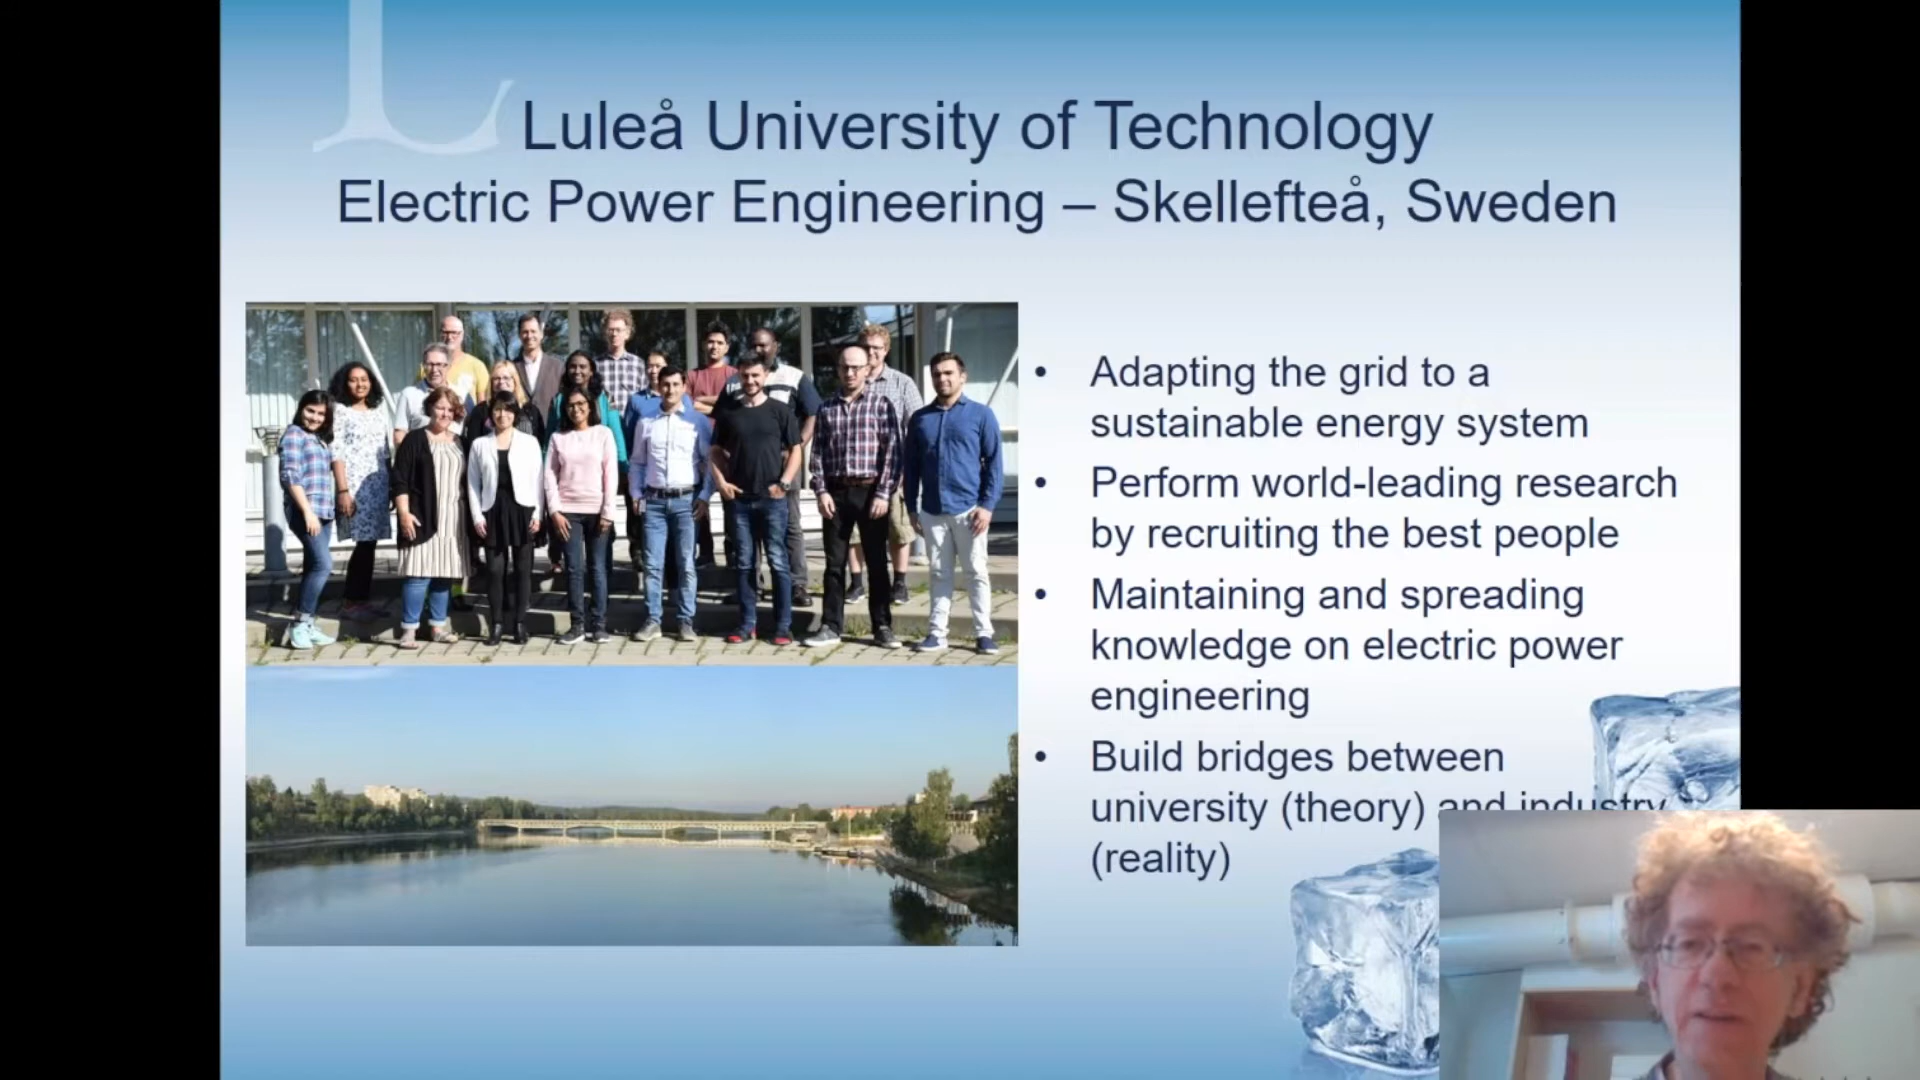 Luleå University of Technology
Electric Power Engineering – Skellefteå, Sweden
• Adapting the grid to a
sustainable energy system
• Perform world-leading research
by recruiting the best people
• Maintaining and spreading
knowledge on electric power
engineering
• Build bridges between
university (theory) and industry
(reality)